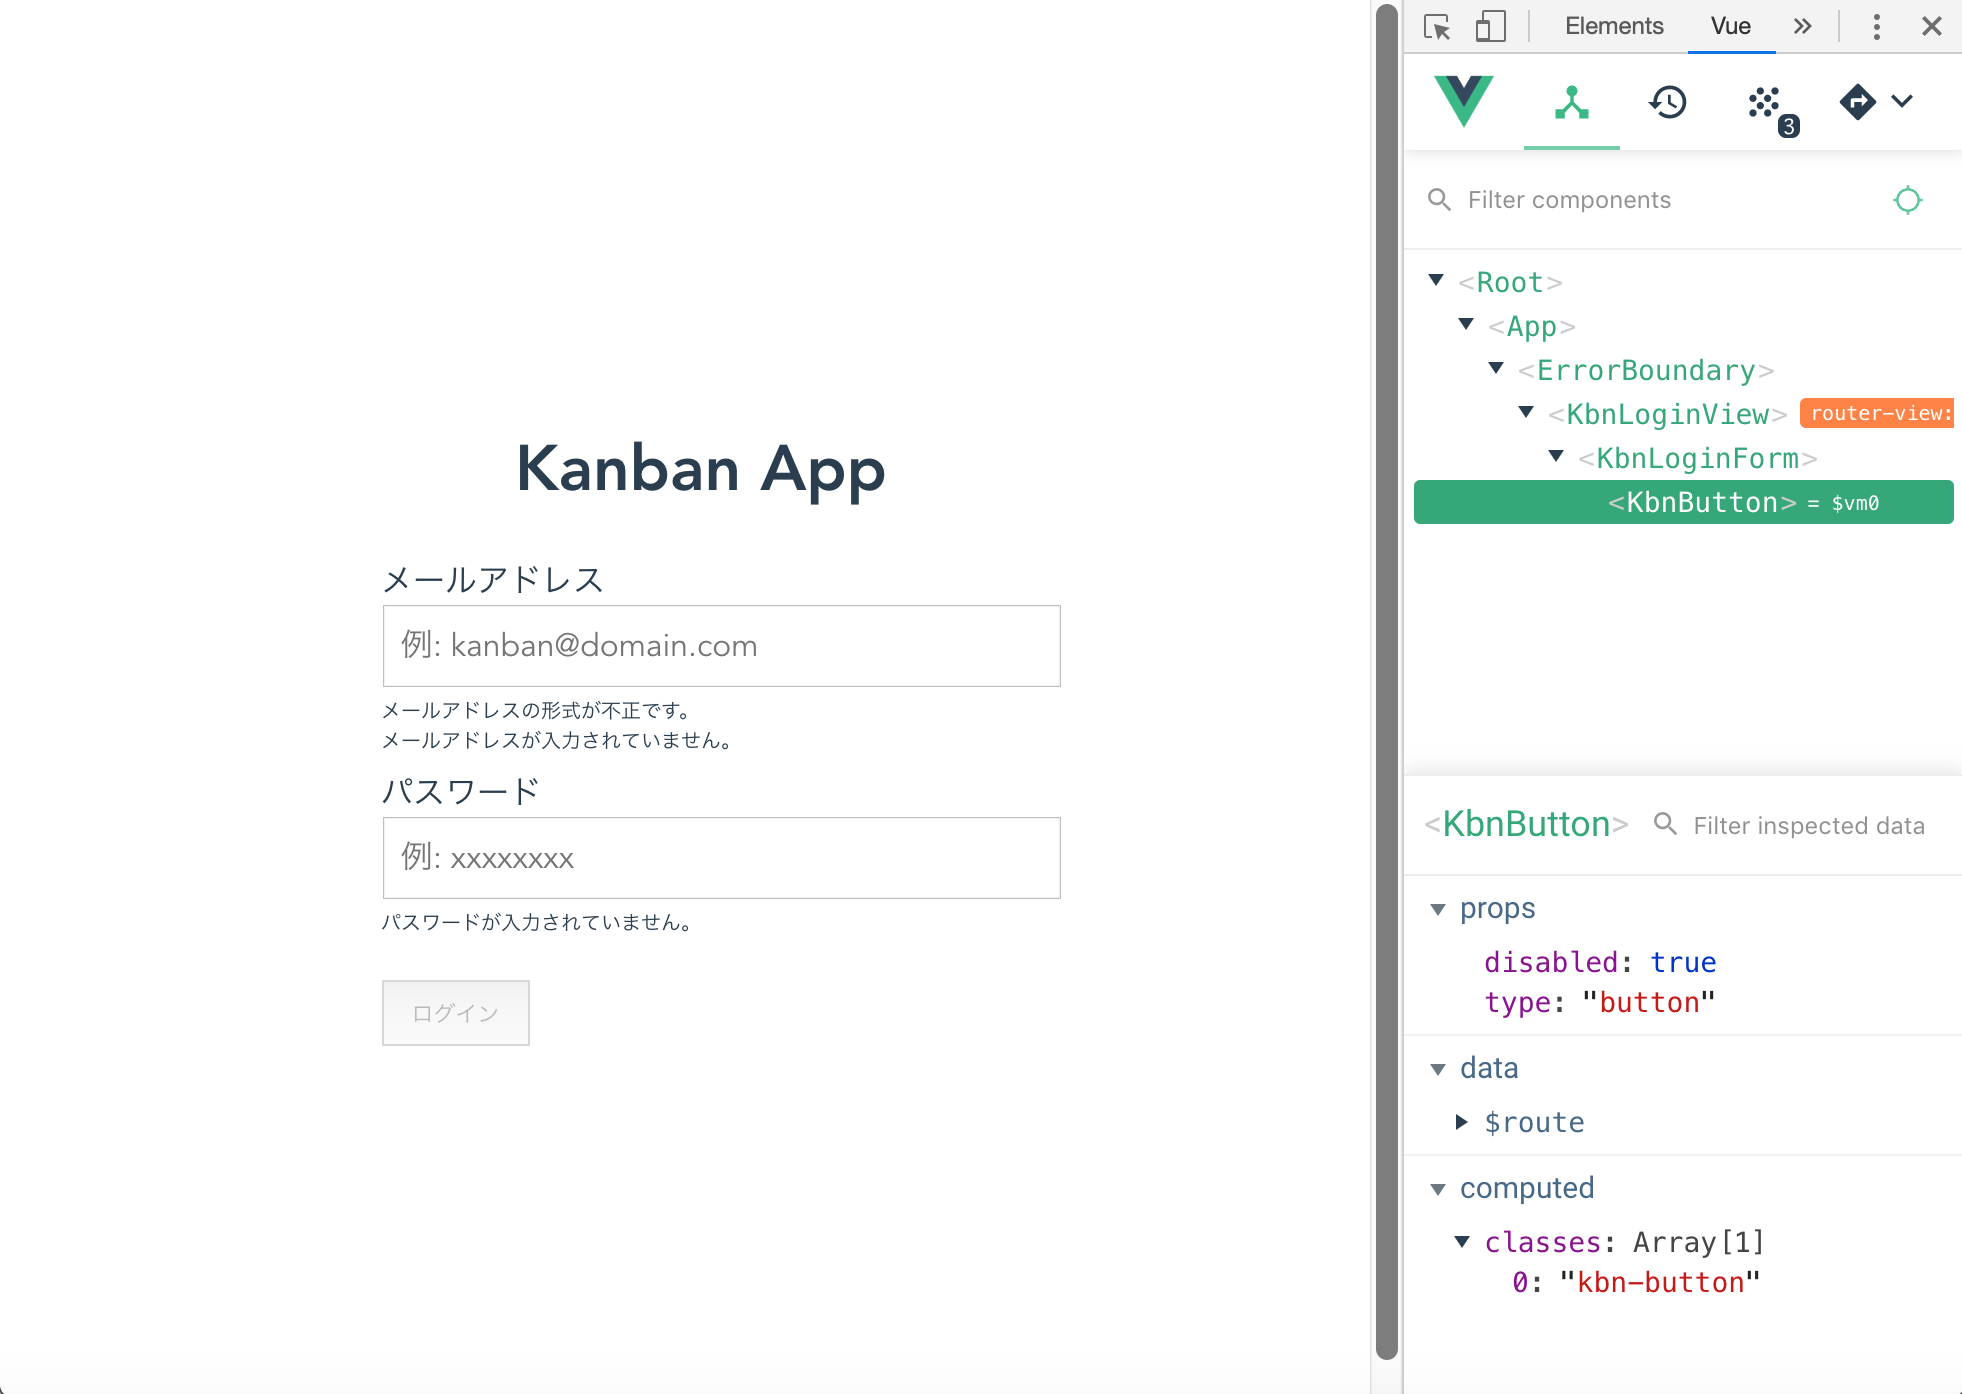 Kanban App
メールアドレス
例: kanban@domain.com
メールアドレスの形式が不正です。
メールアドレスが入力されていません。
パスワード
例: xxxxxxxx
パスワードが入力されていません。
ログイン
Elements Vue
3
Filter components
<Root>
<App>
<ErrorBoundary>
<KbnLoginView> router-view:
<KbnLoginForm>
<KbnButton> = $vm0
<KbnButton> Filter inspected data
props
disabled: true
type: "button"
data
$route
computed
classes: Array[1]
0: "kbn-button"